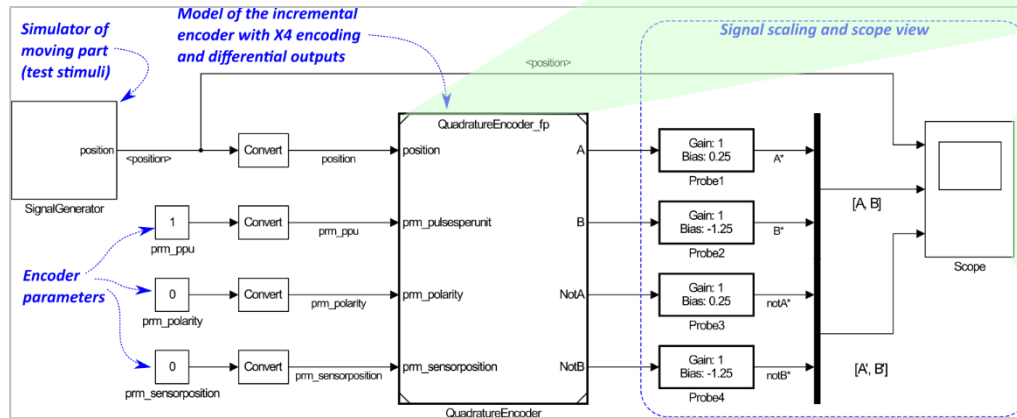 Simulator of
moving part
(test stimuli)
Model of the incremental
encoder with X4 encoding
and differential outputs
Signal scaling and scope view
<position>
QuadratureEncoder_fp
position
<position>
SignalGenerator
Convert
position
position
A
Gain: 1
Bias: 0.25
Probe1
A*
1
prm_ppu
Convert
prm_ppu
prm_pulsesperunit
B
Gain: 1
Bias: -1.25
Probe2
B*
[A, B]
Scope
Encoder
parameters
0
prm_polarity
Convert
prm_polarity
prm_polarity
NotA
Gain: 1
Bias: 0.25
Probe3
notA*
0
prm_sensorposition
Convert
prm_sensorposition
prm_sensorposition
NotB
Gain: 1
Bias: -1.25
Probe4
notB*
[A', B']
QuadratureEncoder